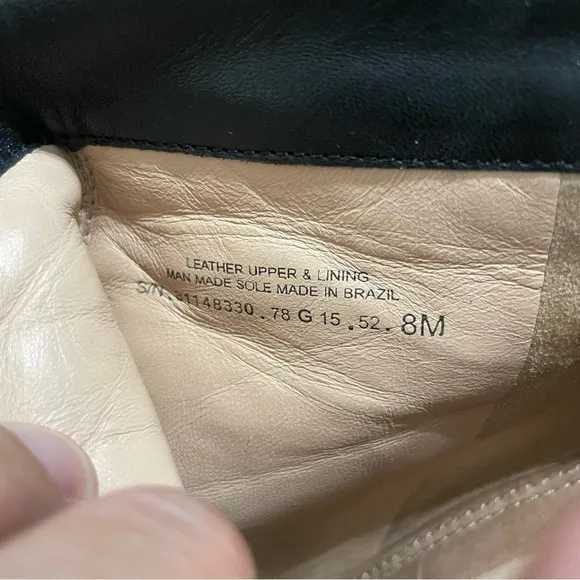 LEATHER UPPER & LINING
MAN MADE SOLE MADE IN BRAZIL
S/N.31148330.78 G 15.52. 8M